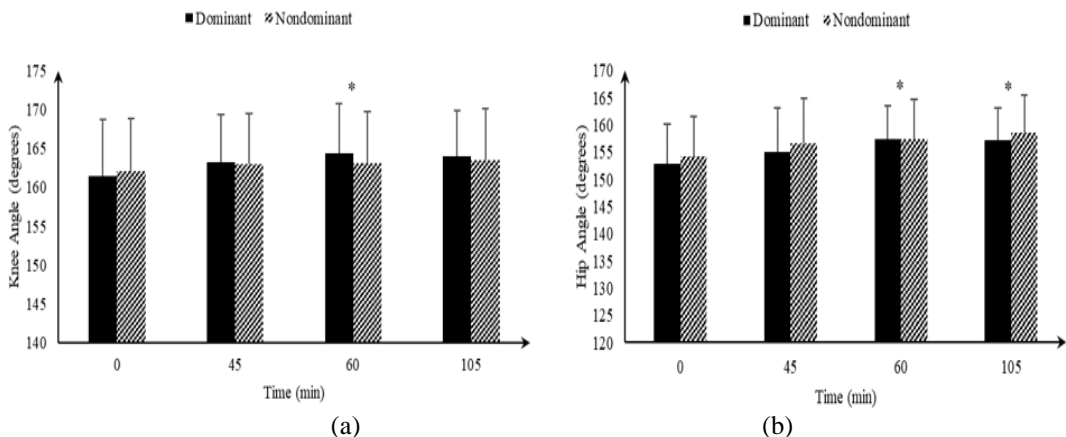 Dominant Nondominant
175
170
165
160
155
150
145
140
Knee Angle (degrees)
*
0 45 60 105
Time (min)
(a)
Dominant Nondominant
170
165
160
155
150
145
140
135
130
125
120
Hip Angle (degrees)
* *
0 45 60 105
Time (min)
(b)